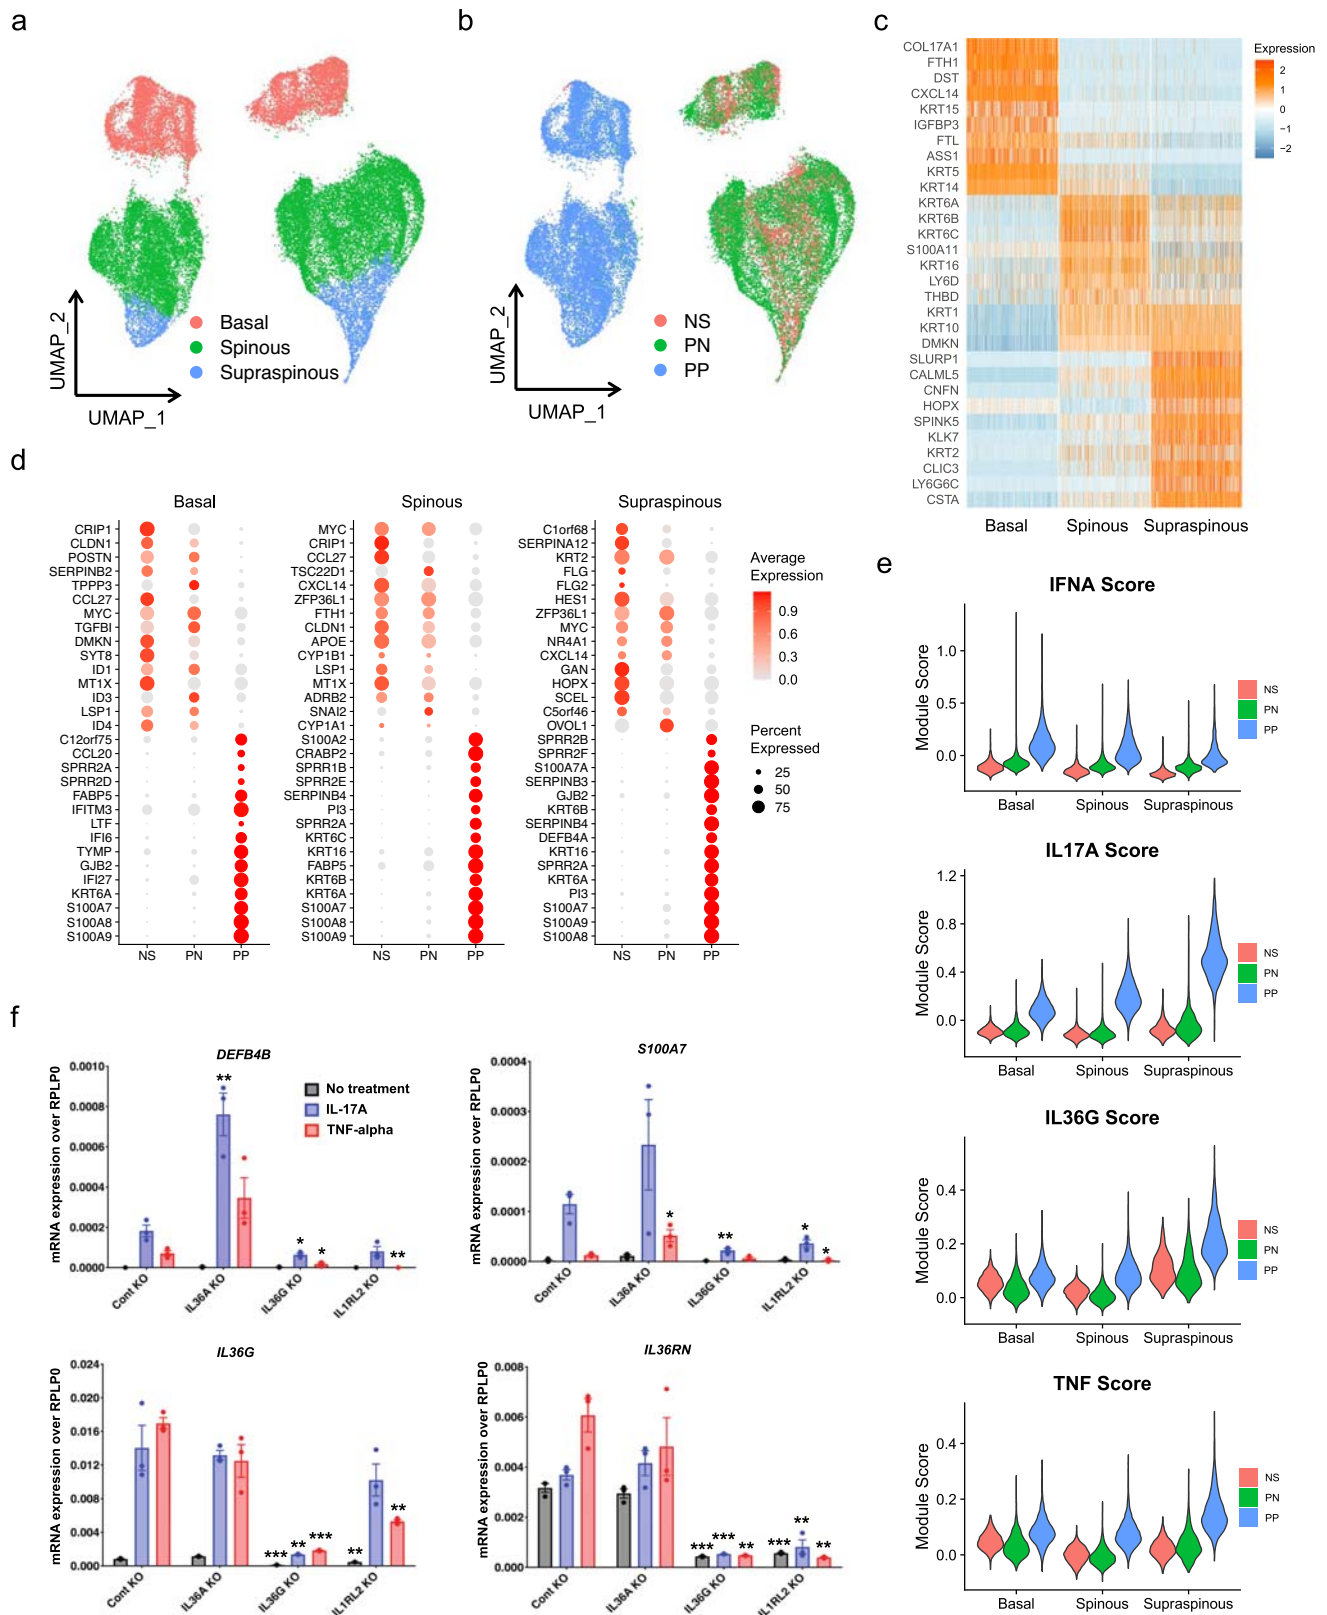 a
Basal
Spinous
Supraspinous
UMAP_2
UMAP_1
b
NS
PN
PP
UMAP_2
UMAP_1
c
COL17A1
FTH1
DST
CXCL14
KRT15
IGFBP3
FTL
ASS1
KRT5
KRT14
KRT6A
KRT6B
KRT6C
S100A11
KRT16
LY6D
THBD
KRT1
KRT10
DMKN
SLURP1
CALML5
CNFN
HOPX
SPINK5
KLK7
KRT2
CLIC3
LY6G6C
CSTA
Basal Spinous Supraspinous
Expression
2
1
0
−1
−2
d
Basal
CRIP1
CLDN1
POSTN
SERPINB2
TPPP3
CCL27
MYC
TGFBI
DMKN
SYT8
ID1
MT1X
ID3
LSP1
ID4
C12orf75
CCL20
SPRR2A
SPRR2D
FABP5
IFITM3
LTF
IFI6
TYMP
GJB2
IFI27
KRT6A
S100A7
S100A8
S100A9
NS PN PP
Spinous
MYC
CRIP1
CCL27
TSC22D1
CXCL14
ZFP36L1
FTH1
CLDN1
APOE
CYP1B1
LSP1
MT1X
ADRB2
SNAI2
CYP1A1
S100A2
CRABP2
SPRR1B
SPRR2E
SERPINB4
PI3
SPRR2A
KRT6C
KRT16
FABP5
KRT6B
KRT6A
S100A7
S100A8
S100A9
NS PN PP
Supraspinous
C1orf68
SERPINA12
KRT2
FLG
FLG2
HES1
ZFP36L1
MYC
NR4A1
CXCL14
GAN
HOPX
SCEL
C5orf46
OVOL1
SPRR2B
SPRR2F
S100A7A
SERPINB3
GJB2
KRT6B
SERPINB4
DEFB4A
KRT16
SPRR2A
KRT6A
PI3
S100A7
S100A9
S100A8
NS PN PP
Average
Expression
0.9
0.6
0.3
0.0
Percent
Expressed
25
50
75
e
IFNA Score
Module Score
1.0
0.5
0.0
Basal Spinous Supraspinous
NS
PN
PP
IL17A Score
Module Score
1.2
0.4
0.0
Basal Spinous Supraspinous
NS
PN
PP
IL36G Score
Module Score
0.4
0.2
0.0
Basal Spinous Supraspinous
NS
PN
PP
TNF Score
Module Score
0.4
0.2
0.0
Basal Spinous Supraspinous
NS
PN
PP
f
DEFB4B
mRNA expression over RPLP0
0.0010
0.0008
0.0006
0.0004
0.0002
0.0000
**
* *
**
Cont KO IL36A KO IL36G KO IL1RL2 KO
No treatment
IL-17A
TNF-alpha
S100A7
mRNA expression over RPLP0
0.0004
0.0003
0.0002
0.0001
0.0000
*
**
* *
Cont KO IL36A KO IL36G KO IL1RL2 KO
IL36G
mRNA expression over RPLP0
0.024
0.020
0.016
0.012
0.008
0.004
0.000
*** ** ***
** **
Cont KO IL36A KO IL36G KO IL1RL2 KO
IL36RN
mRNA expression over RPLP0
0.008
0.006
0.004
0.002
0.000
*** *** **
*** ** **
Cont KO IL36A KO IL36G KO IL1RL2 KO